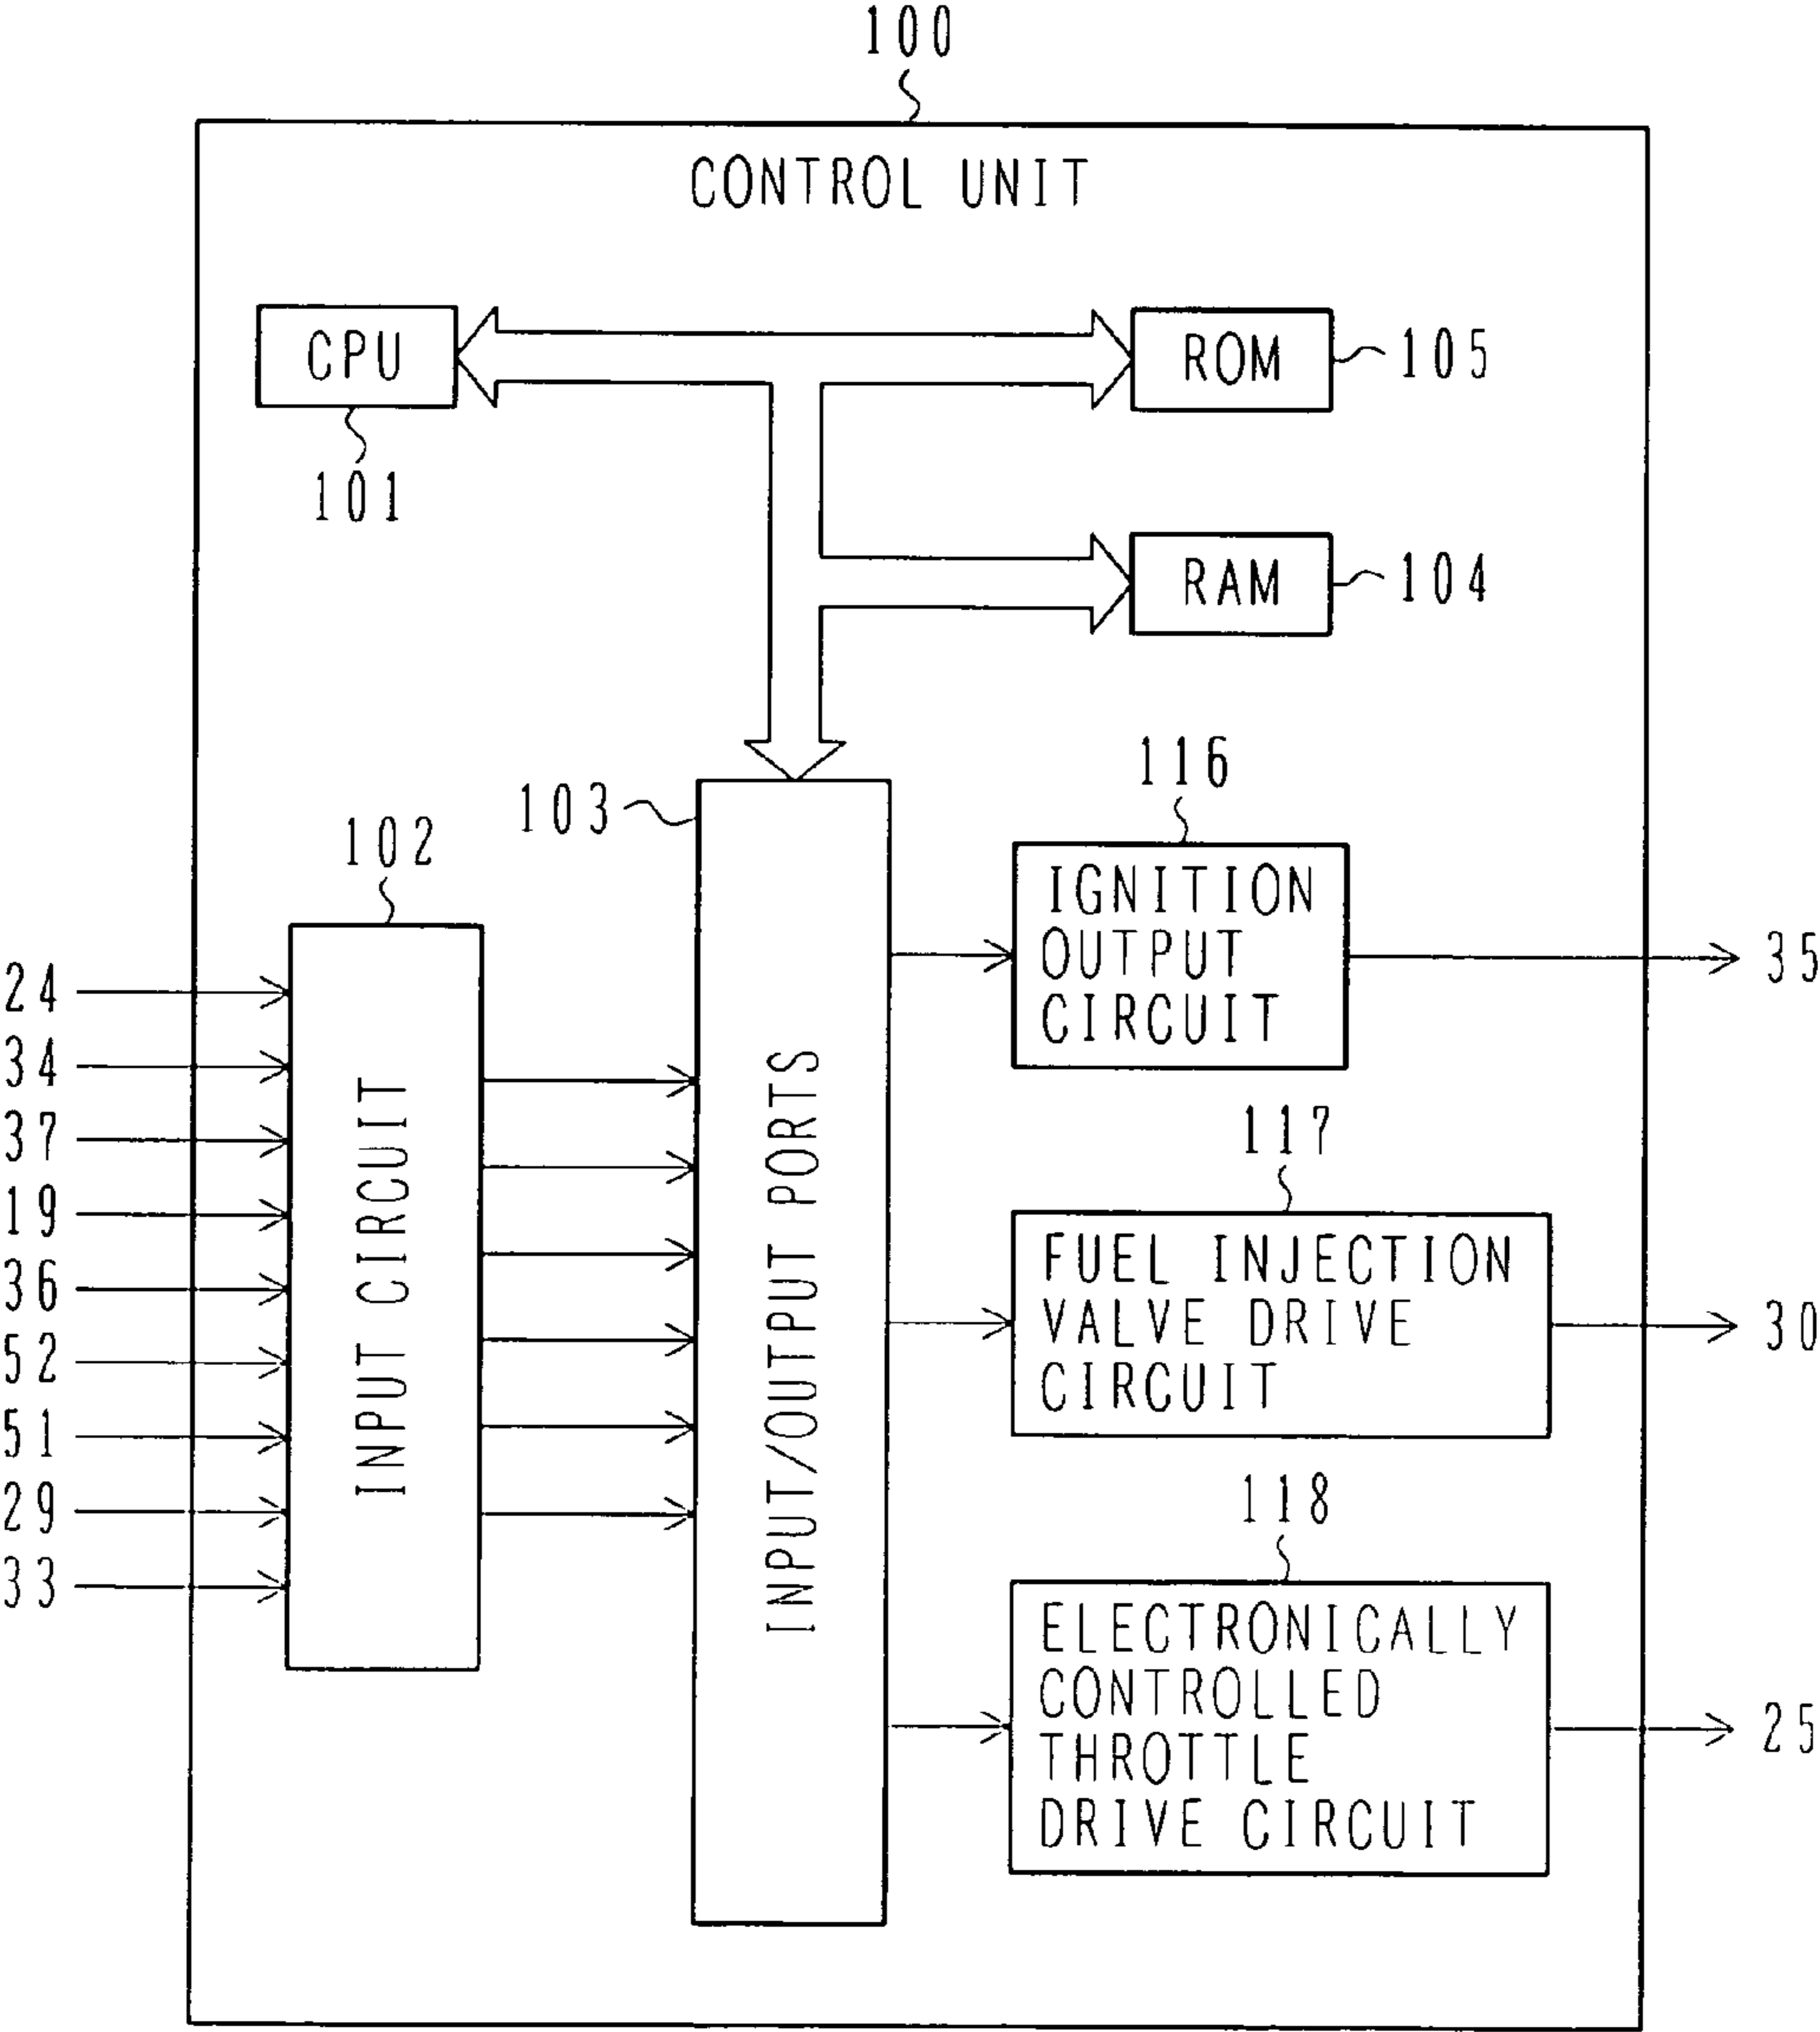 100
CONTROL UNIT
CPU
ROM
105
101
RAM
104
116
103
102
IGNITION
OUTPUT
CIRCUIT
35
24
34
37
19
36
52
51
29
33
INPUT CIRCUIT
INPUT/OUTPUT PORTS
117
FUEL INJECTION
VALVE DRIVE
CIRCUIT
30
118
ELECTRONICALLY
CONTROLLED
THROTTLE
DRIVE CIRCUIT
25